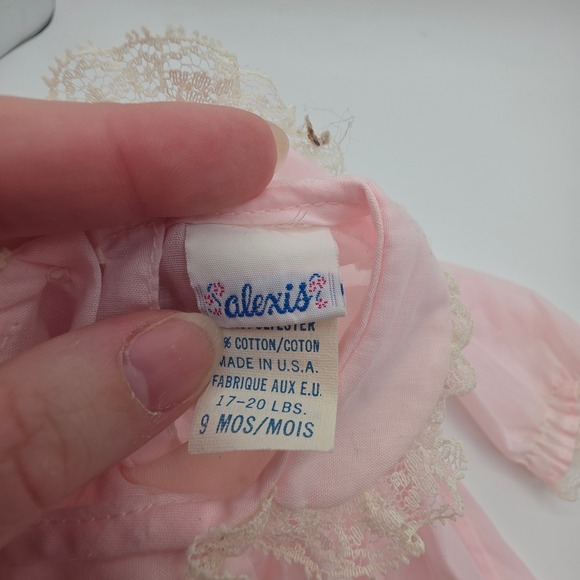 alexis
COTTON/COTON
MADE IN U.S.A.
FABRIQUE AUX E.U.
17-20 LBS.
9 MOS/MOIS